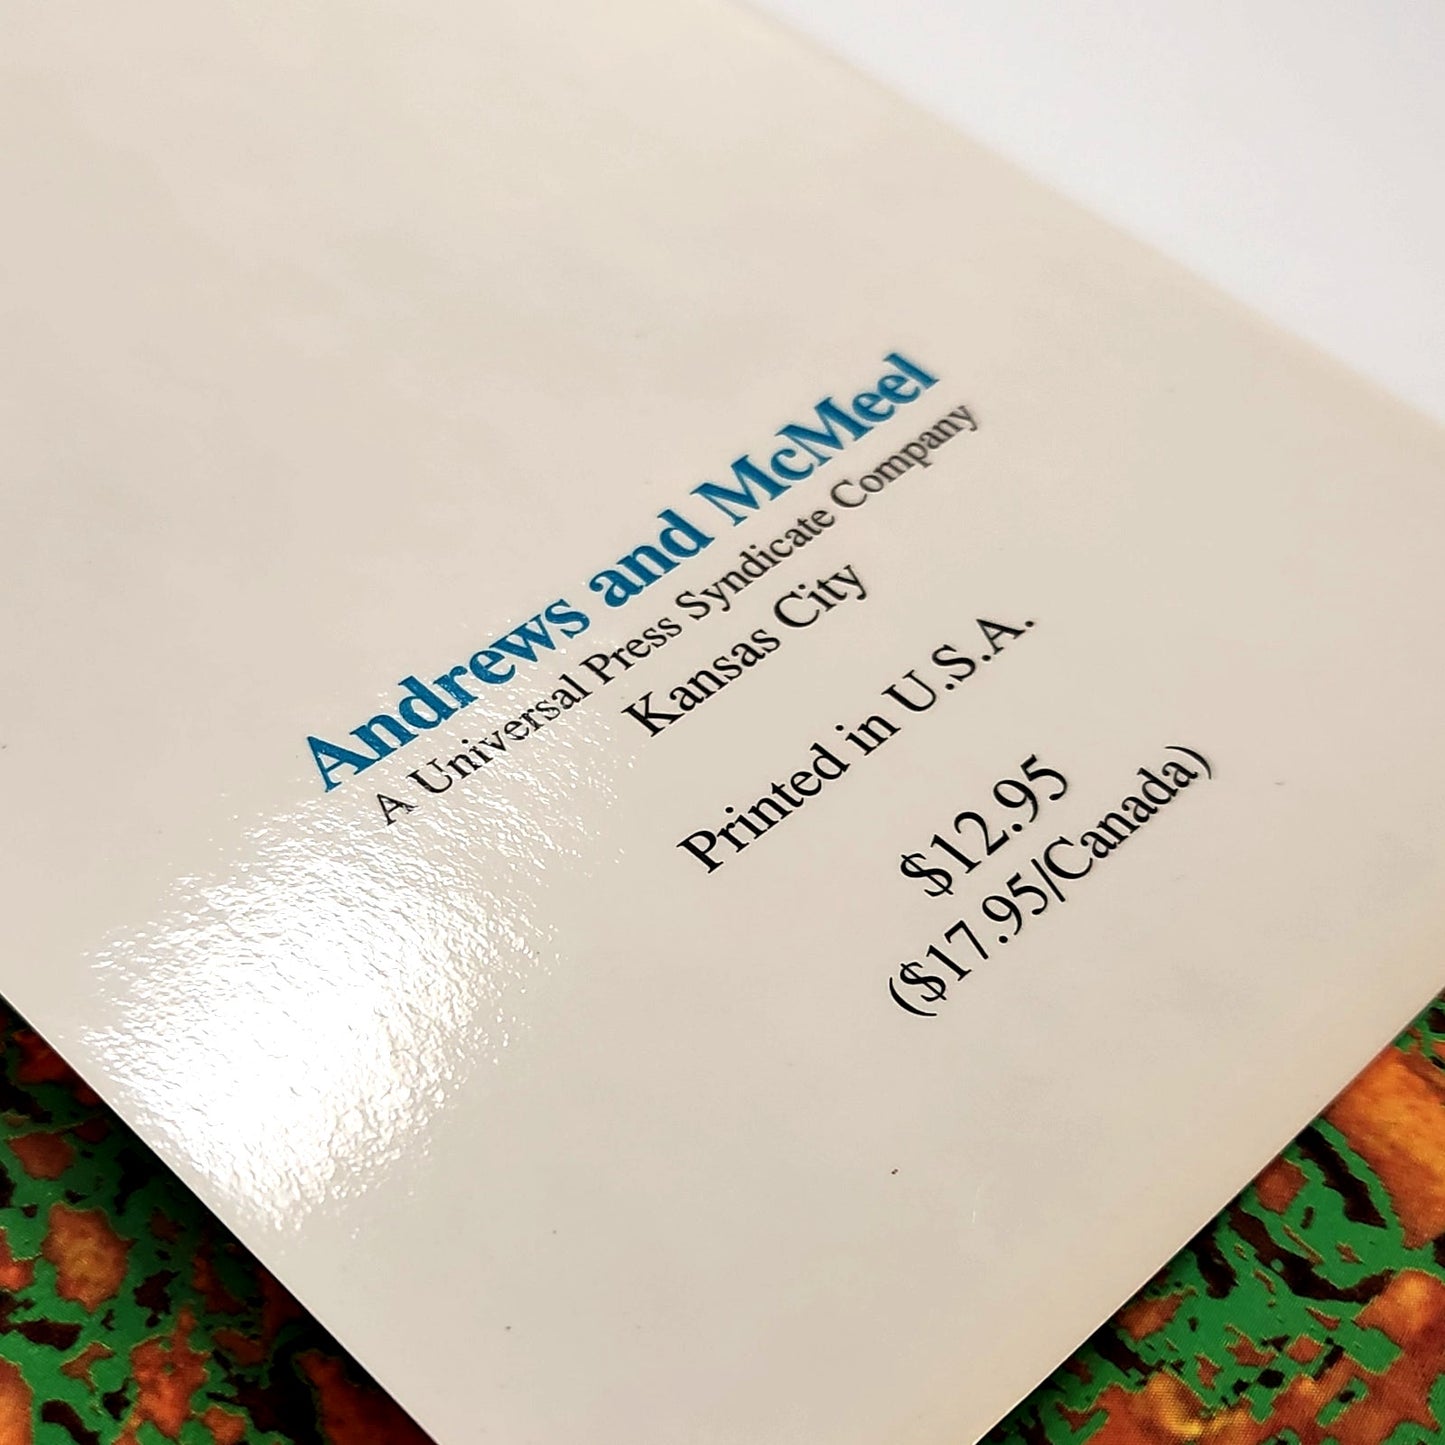 Andrews and McMeel
A Universal Press Syndicate Company
Kansas City
Printed in U.S.A.
$12.95
($17.95/Canada)